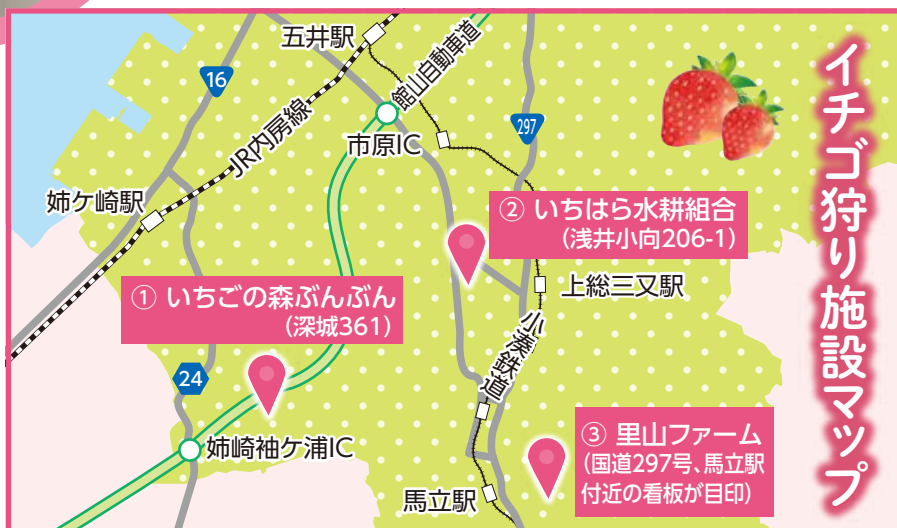 イチゴ狩り施設マップ
五井駅
館山自動車道
16
JR内房線
市原IC
297
姉ケ崎駅
② いちはら水耕組合
(浅井小向206-1)
① いちごの森ぶんぶん
(深城361)
上総三又駅
小湊鉄道
24
姉崎袖ケ浦IC
③ 里山ファーム
(国道297号、馬立駅
付近の看板が目印)
馬立駅